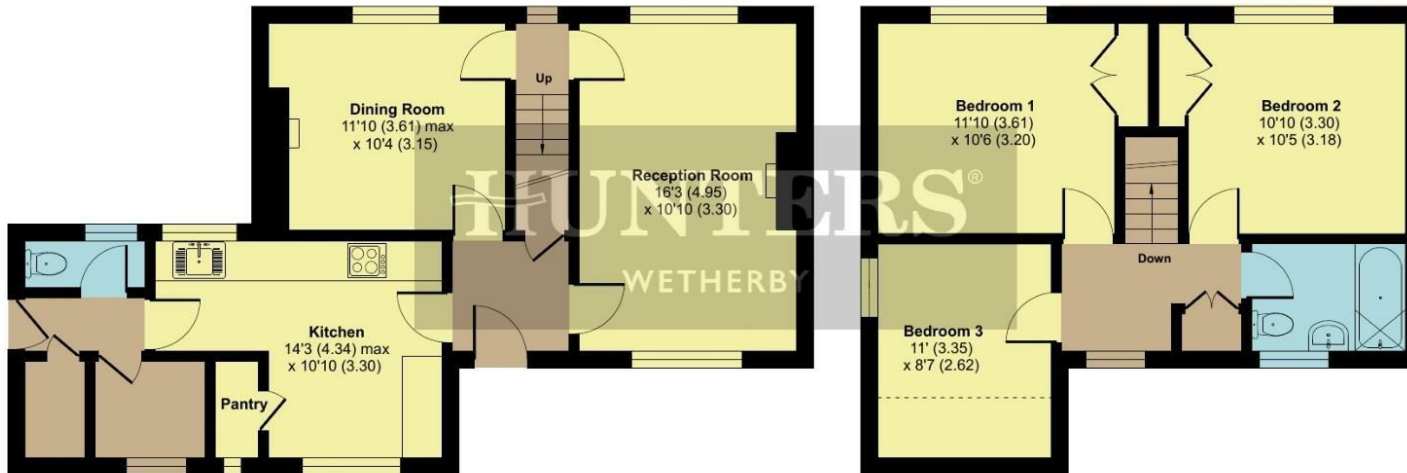 Dining Room
11'10 (3.61) max
x 10'4 (3.15)
Up
Reception Room
16'3 (4.95)
x 10'10 (3.30)
Kitchen
14'3 (4.34) max
x 10'10 (3.30)
Pantry
Bedroom 1
11'10 (3.61)
x 10'6 (3.20)
Bedroom 2
10'10 (3.30)
x 10'5 (3.18)
Down
Bedroom 3
11' (3.35)
x 8'7 (2.62)
HUNTERS®
WETHERBY